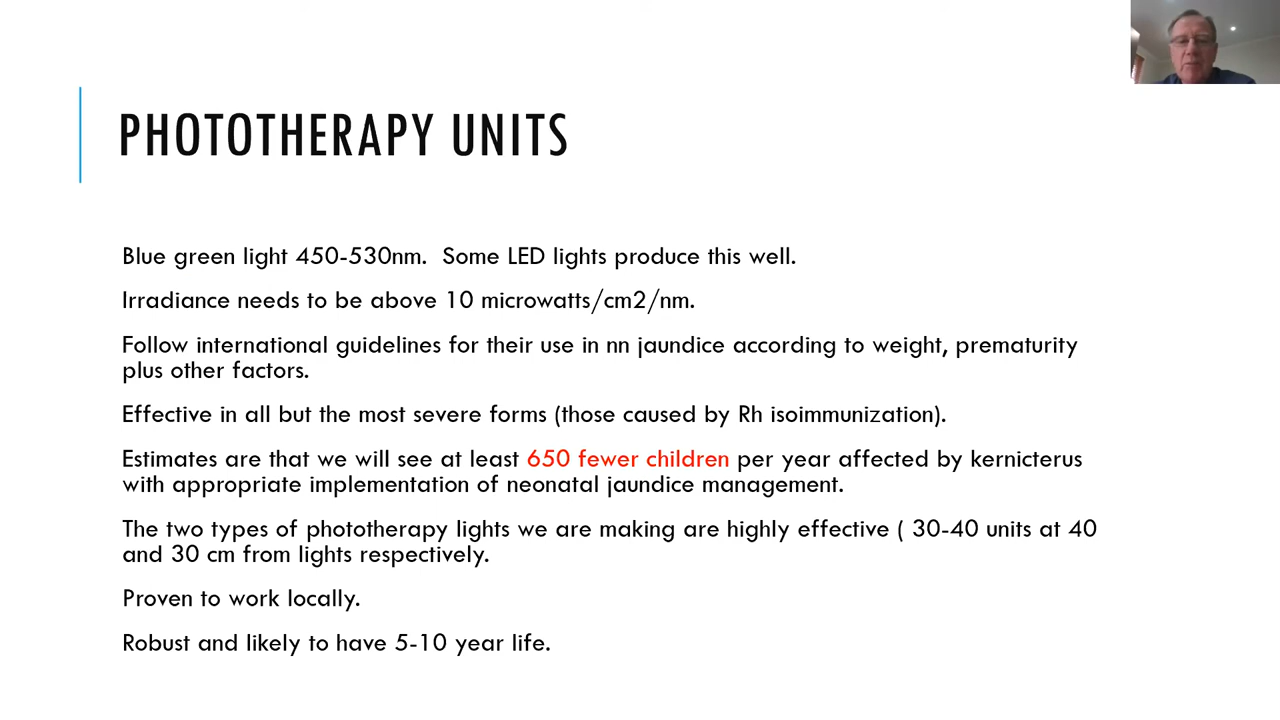 PHOTOTHERAPY UNITS
Blue green light 450-530nm.  Some LED lights produce this well.
Irradiance needs to be above 10 microwatts/cm2/nm.
Follow international guidelines for their use in nn jaundice according to weight, prematurity
plus other factors.
Effective in all but the most severe forms (those caused by Rh isoimmunization).
Estimates are that we will see at least 650 fewer children per year affected by kernicterus
with appropriate implementation of neonatal jaundice management.
The two types of phototherapy lights we are making are highly effective ( 30-40 units at 40
and 30 cm from lights respectively.
Proven to work locally.
Robust and likely to have 5-10 year life.